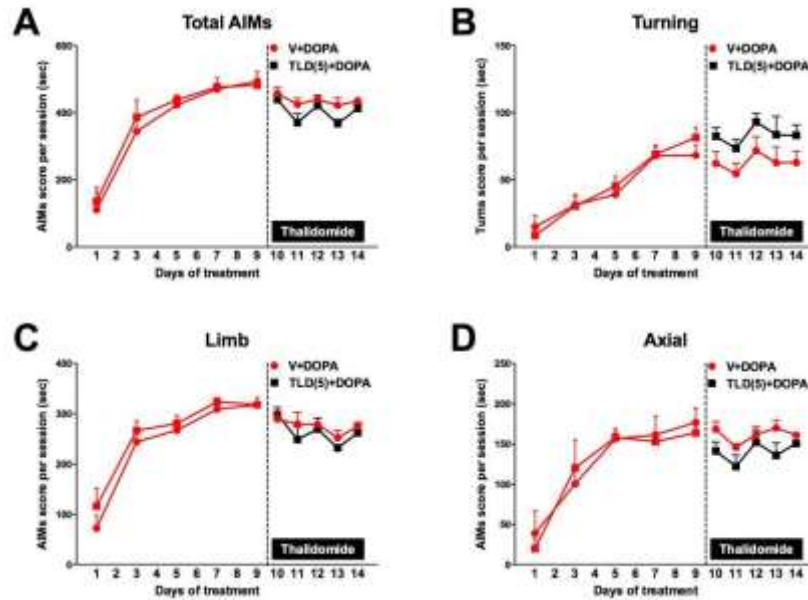 A
Total AIMs
600
400
200
0
AIMs score per session (sec)
V+DOPA
TLD(5)+DOPA
Thalidomide
1 2 3 4 5 6 7 8 9 10 11 12 13 14
Days of treatment
B
Turning
150
100
50
0
Turns score per session (sec)
V+DOPA
TLD(5)+DOPA
Thalidomide
1 2 3 4 5 6 7 8 9 10 11 12 13 14
Days of treatment
C
Limb
400
300
200
100
0
AIMs score per session (sec)
V+DOPA
TLD(5)+DOPA
Thalidomide
1 2 3 4 5 6 7 8 9 10 11 12 13 14
Days of treatment
D
Axial
250
200
150
100
50
0
AIMs score per session (sec)
V+DOPA
TLD(5)+DOPA
Thalidomide
1 2 3 4 5 6 7 8 9 10 11 12 13 14
Days of treatment